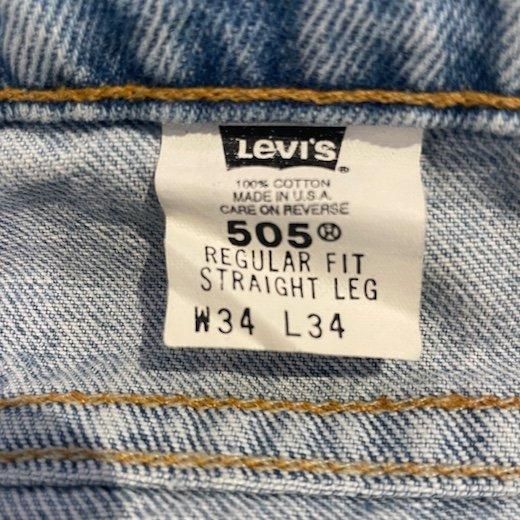 LEVI'S ®
100% COTTON
MADE IN U.S.A.
CARE ON REVERSE
505®
REGULAR FIT
STRAIGHT LEG
W34 L34